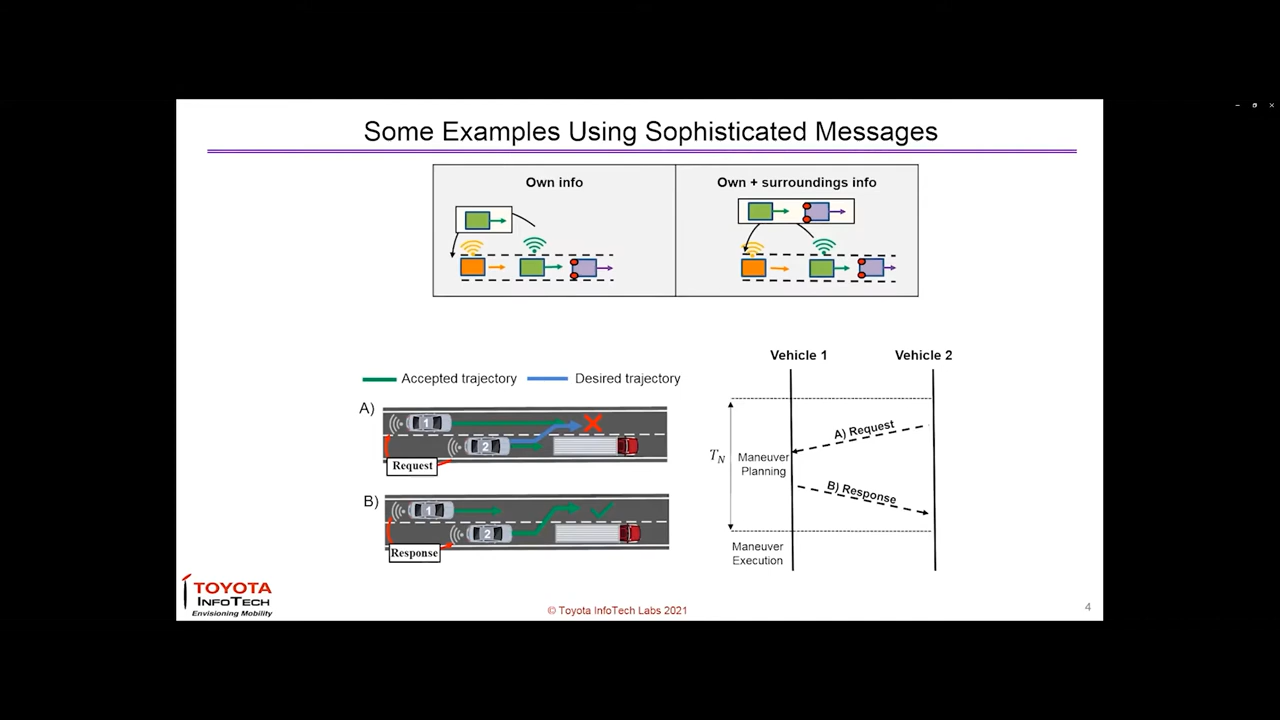 Some Examples Using Sophisticated Messages
Own info
Own + surroundings info
Vehicle 1
Vehicle 2
Accepted trajectory
Desired trajectory
A)
1
2
Request
B)
1
2
Response
A) Request
T_N
Maneuver
Planning
B) Response
Maneuver
Execution
TOYOTA
INFOTECH
Envisioning Mobility
© Toyota InfoTech Labs 2021
4